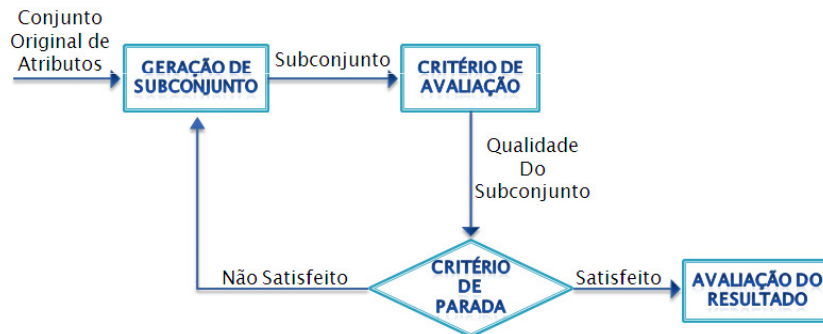 Conjunto
Original de
Atributos
GERAÇÃO DE
SUBCONJUNTO
Subconjunto
CRITÉRIO DE
AVALIAÇÃO
Qualidade
Do
Subconjunto
CRITÉRIO
DE
PARADA
Não Satisfeito
Satisfeito
AVALIAÇÃO DO
RESULTADO